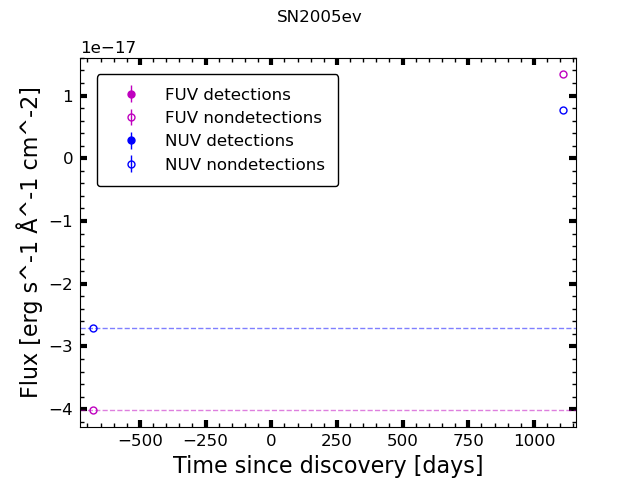 SN2005ev
1e−17
FUV detections
FUV nondetections
NUV detections
NUV nondetections
1
0
−1
−2
−3
−4
Flux [erg s^-1 Å^-1 cm^-2]
−500
−250
0
250
500
750
1000
Time since discovery [days]